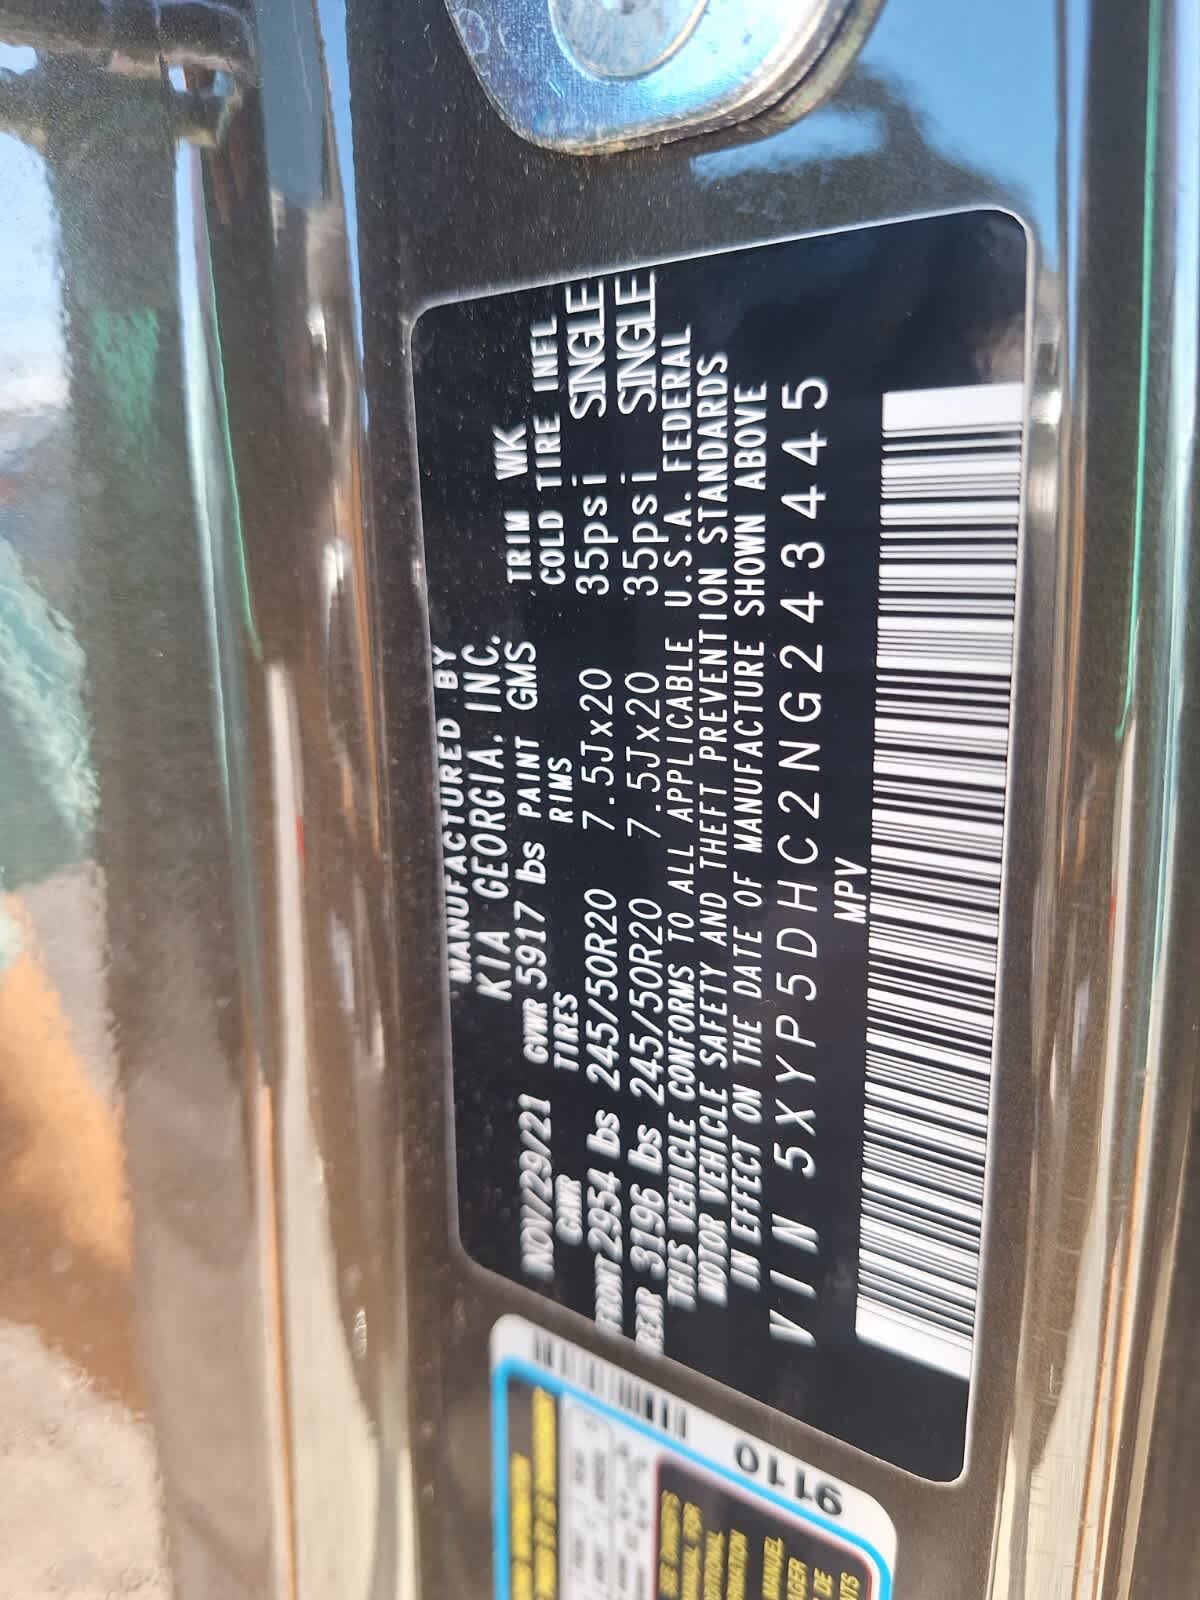 MANUFACTURED BY
KIA GEORGIA, INC.
NOV/29/21 GVWR 5917 lbs PAINT GMS TRIM WK
GAWR TIRES RIMS COLD TIRE INFL
FRONT 2954 lbs 245/50R20 7.5Jx20 35psi SINGLE
REAR 3196 lbs 245/50R20 7.5Jx20 35psi SINGLE
THIS VEHICLE CONFORMS TO ALL APPLICABLE U.S.A. FEDERAL
MOTOR VEHICLE SAFETY AND THEFT PREVENTION STANDARDS
IN EFFECT ON THE DATE OF MANUFACTURE SHOWN ABOVE
VIN 5XYP5DHC2NG243445
MPV
9110